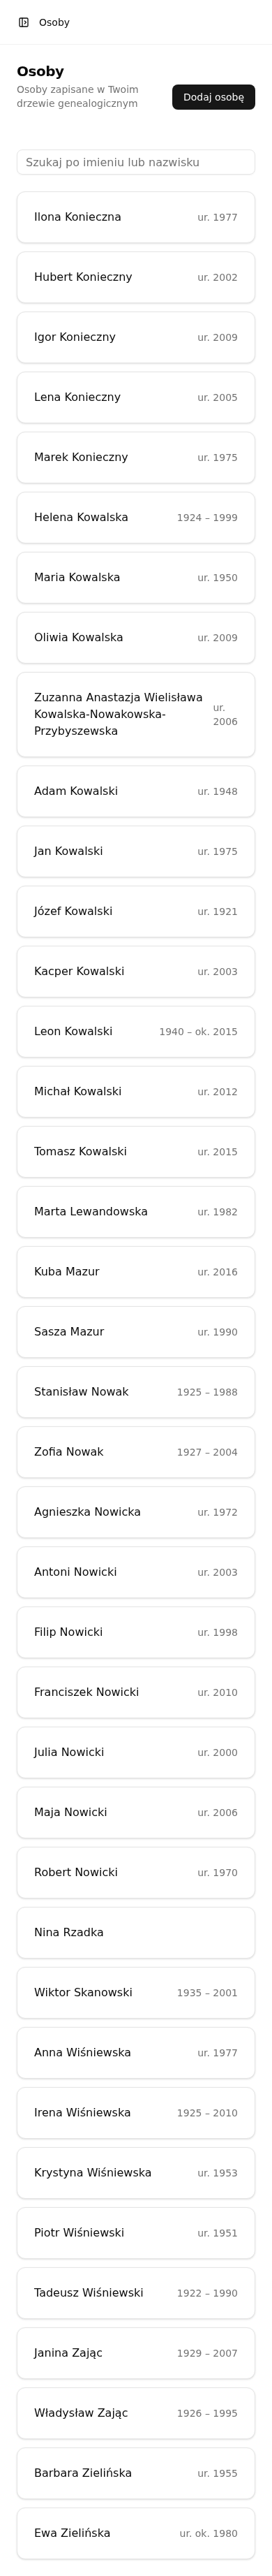 Osoby
Osoby
Osoby zapisane w Twoim
drzewie genealogicznym
Dodaj osobę
Szukaj po imieniu lub nazwisku
Ilona Konieczna ur. 1977
Hubert Konieczny ur. 2002
Igor Konieczny ur. 2009
Lena Konieczny ur. 2005
Marek Konieczny ur. 1975
Helena Kowalska 1924 – 1999
Maria Kowalska ur. 1950
Oliwia Kowalska ur. 2009
Zuzanna Anastazja Wielisława
Kowalska-Nowakowska-
Przybyszewska
ur.
2006
Adam Kowalski ur. 1948
Jan Kowalski ur. 1975
Józef Kowalski ur. 1921
Kacper Kowalski ur. 2003
Leon Kowalski 1940 – ok. 2015
Michał Kowalski ur. 2012
Tomasz Kowalski ur. 2015
Marta Lewandowska ur. 1982
Kuba Mazur ur. 2016
Sasza Mazur ur. 1990
Stanisław Nowak 1925 – 1988
Zofia Nowak 1927 – 2004
Agnieszka Nowicka ur. 1972
Antoni Nowicki ur. 2003
Filip Nowicki ur. 1998
Franciszek Nowicki ur. 2010
Julia Nowicki ur. 2000
Maja Nowicki ur. 2006
Robert Nowicki ur. 1970
Nina Rzadka
Wiktor Skanowski 1935 – 2001
Anna Wiśniewska ur. 1977
Irena Wiśniewska 1925 – 2010
Krystyna Wiśniewska ur. 1953
Piotr Wiśniewski ur. 1951
Tadeusz Wiśniewski 1922 – 1990
Janina Zając 1929 – 2007
Władysław Zając 1926 – 1995
Barbara Zielińska ur. 1955
Ewa Zielińska ur. ok. 1980